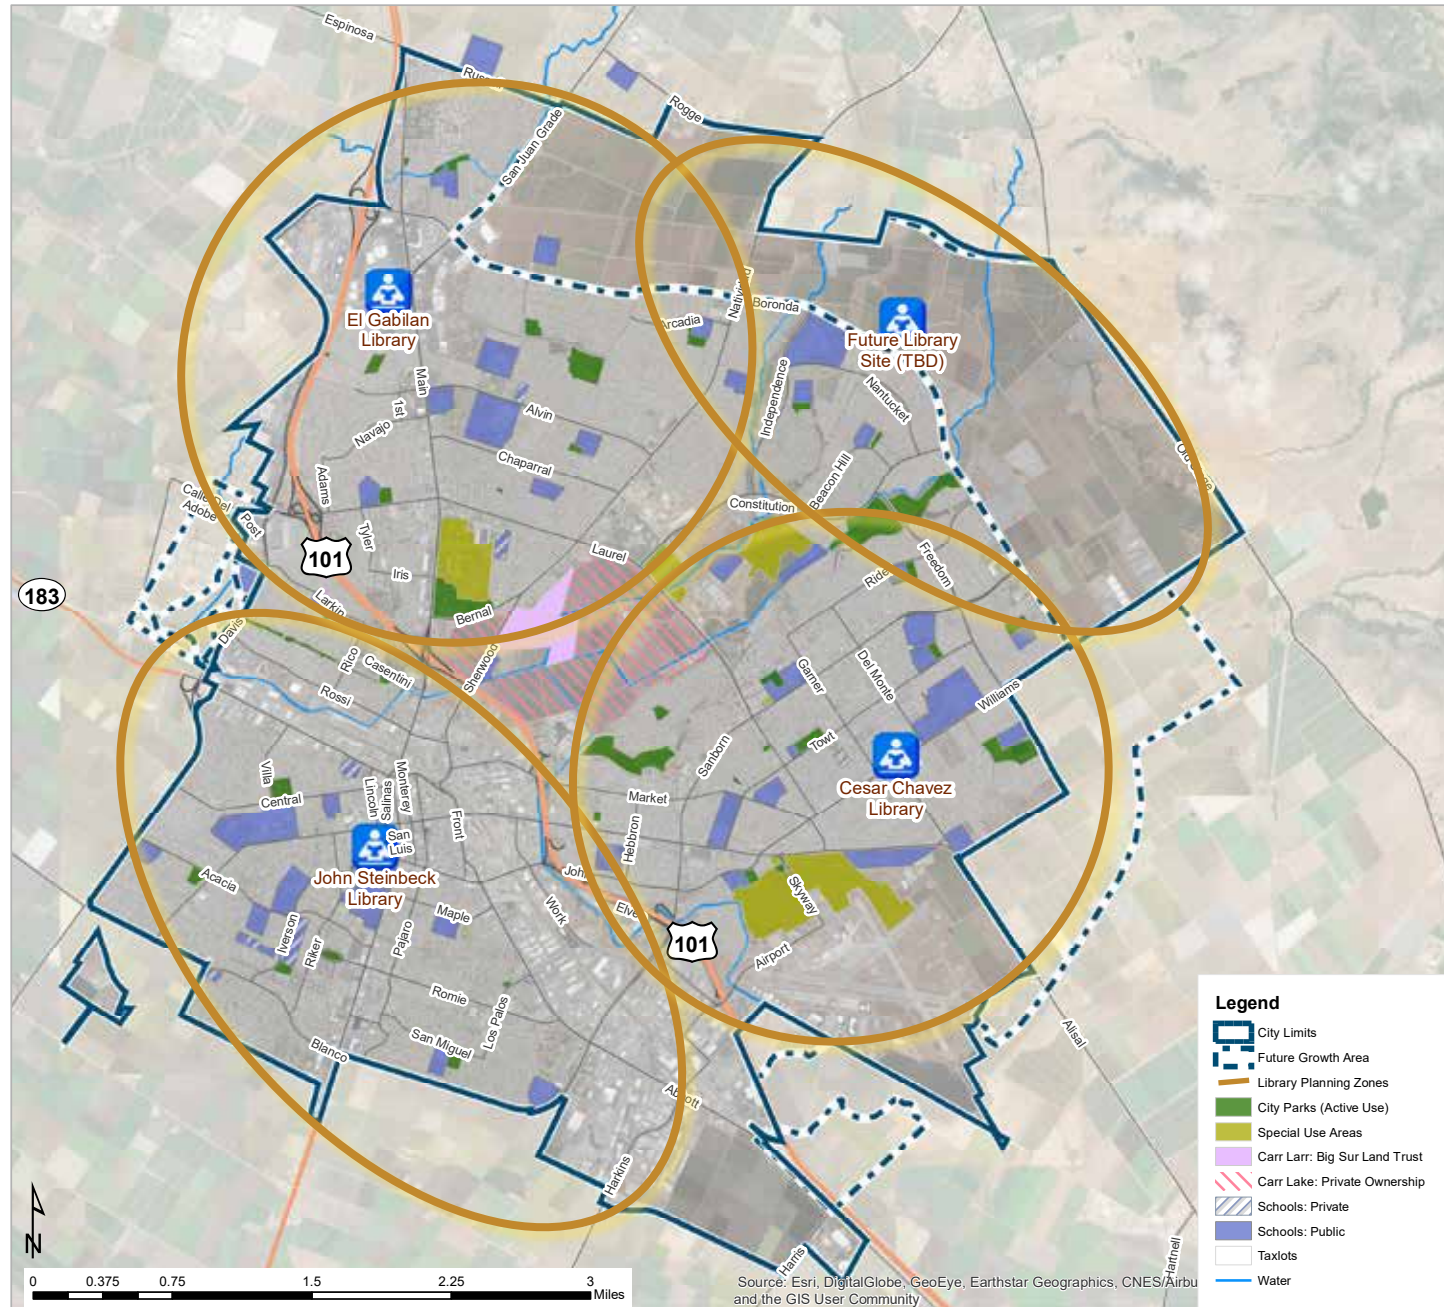 Espinosa
Rogge
San Juan Grade
El Gabilan
Library
Boronda
Arcadia
Future Library
Site (TBD)
Independence
Nantucket
Main
1st
Navajo
Alvin
Chaparral
Adams
Beacon Hill
Constitution
Calle Del
Adobe
Post
Tyler
101
Iris
Laurel
Freedom
183
Larkin
Bernal
Davis
Rico
Casentini
Sherwood
Rossi
Garner
Del Monte
Williams
Sanborn
Towt
Cesar Chavez
Library
Villa
Central
Lincoln
Salinas
Monterey
Front
Market
Hebbron
San
Luis
John Steinbeck
Library
Acacia
Iverson
Riker
Pajaro
Maple
Work
John
Skyway
101
Airport
Romie
Los Palos
San Miguel
Blanco
Abbott
Harkins
Harris
Alisal
Hartnell
Legend
City Limits
Future Growth Area
Library Planning Zones
City Parks (Active Use)
Special Use Areas
Carr Larr: Big Sur Land Trust
Carr Lake: Private Ownership
Schools: Private
Schools: Public
Taxlots
Water
N
0 0.375 0.75 1.5 2.25 3
Miles
Source: Esri, DigitalGlobe, GeoEye, Earthstar Geographics, CNES/Airbu
and the GIS User Community